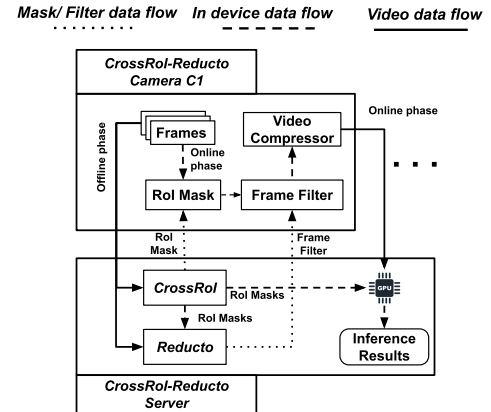 Mask/ Filter data flow
In device data flow
Video data flow
CrossRoI-Reducto
Camera C1
Frames
Video
Compressor
Online phase
Offline phase
Online
phase
RoI Mask
Frame Filter
RoI
Mask
Frame
Filter
CrossRoI
RoI Masks
GPU
RoI Masks
Reducto
Inference
Results
CrossRoI-Reducto
Server